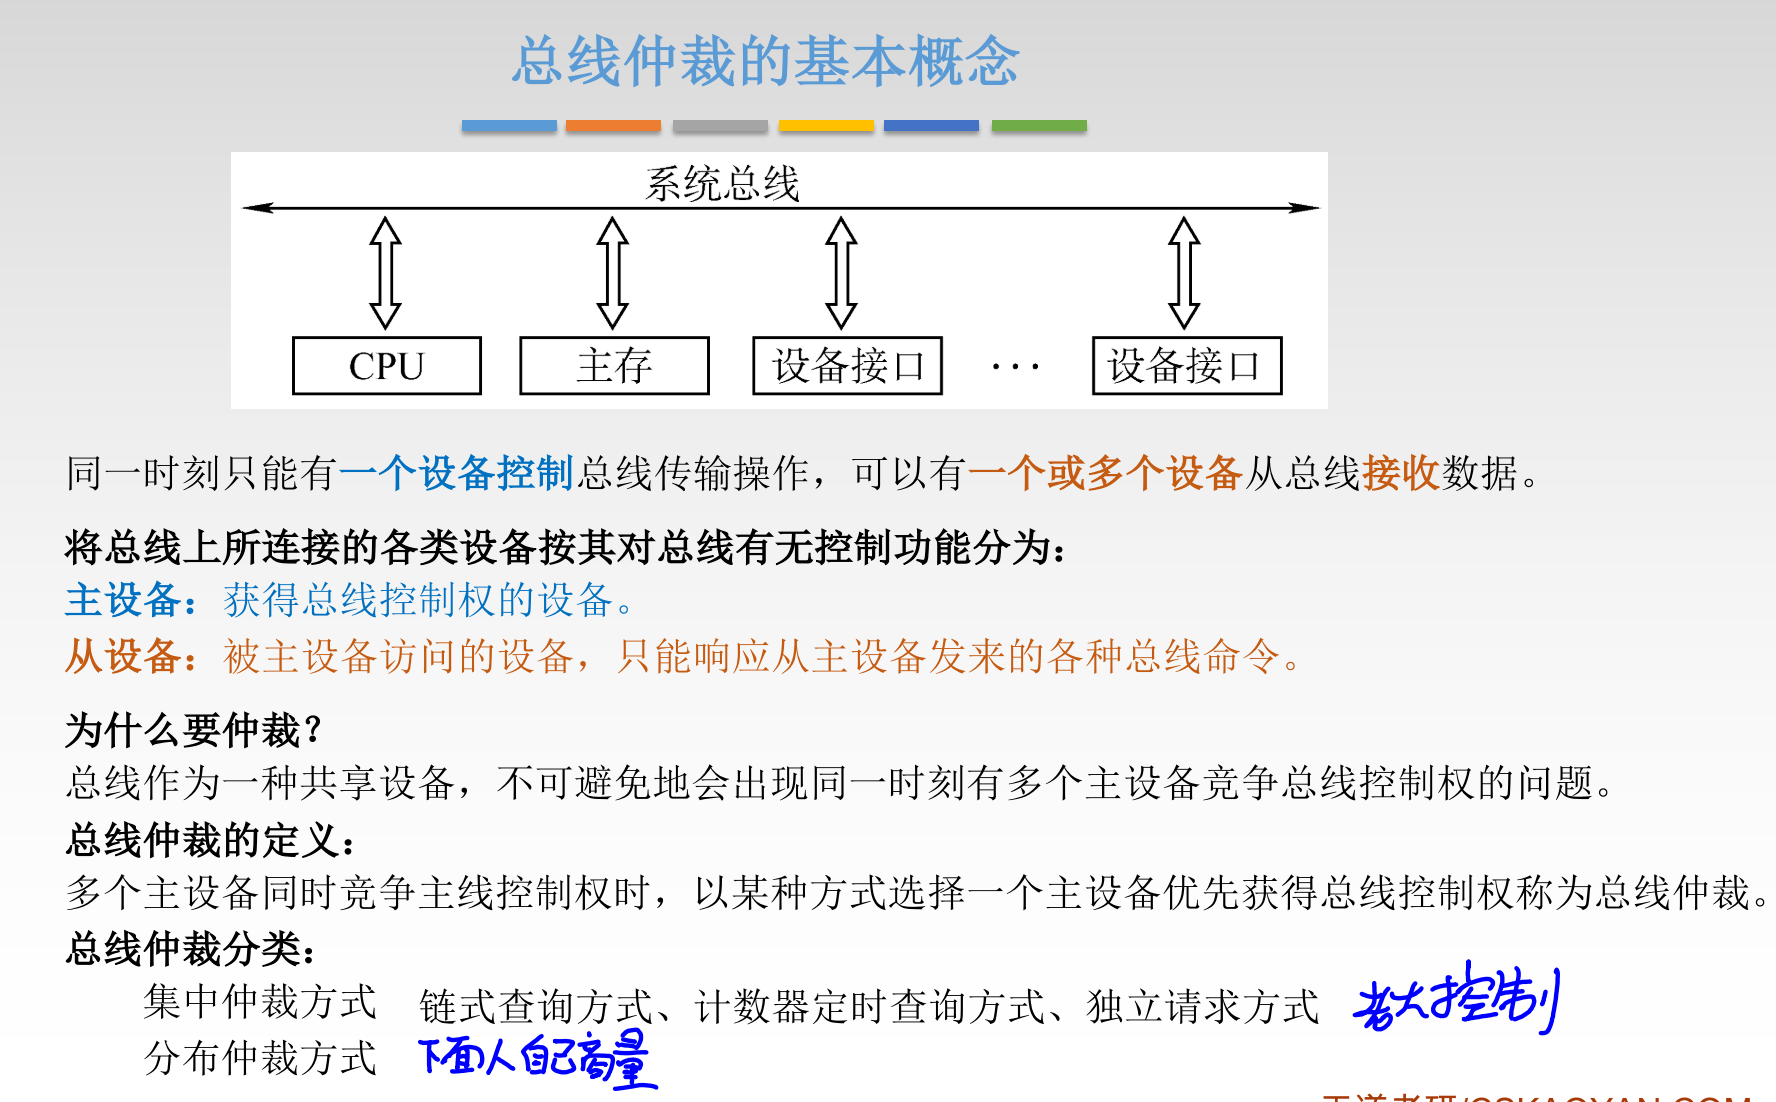 总线仲裁的基本概念
系统总线
CPU 主存 设备接口 ··· 设备接口
同一时刻只能有一个设备控制总线传输操作，可以有一个或多个设备从总线接收数据。
将总线上所连接的各类设备按其对总线有无控制功能分为：
主设备：获得总线控制权的设备。
从设备：被主设备访问的设备，只能响应从主设备发来的各种总线命令。
为什么要仲裁？
总线作为一种共享设备，不可避免地会出现同一时刻有多个主设备竞争总线控制权的问题。
总线仲裁的定义：
多个主设备同时竞争主线控制权时，以某种方式选择一个主设备优先获得总线控制权称为总线仲裁。
总线仲裁分类：
集中仲裁方式 链式查询方式、计数器定时查询方式、独立请求方式 老大控制
分布仲裁方式 下面人自己商量
王道考研/CSKAOYAN.COM